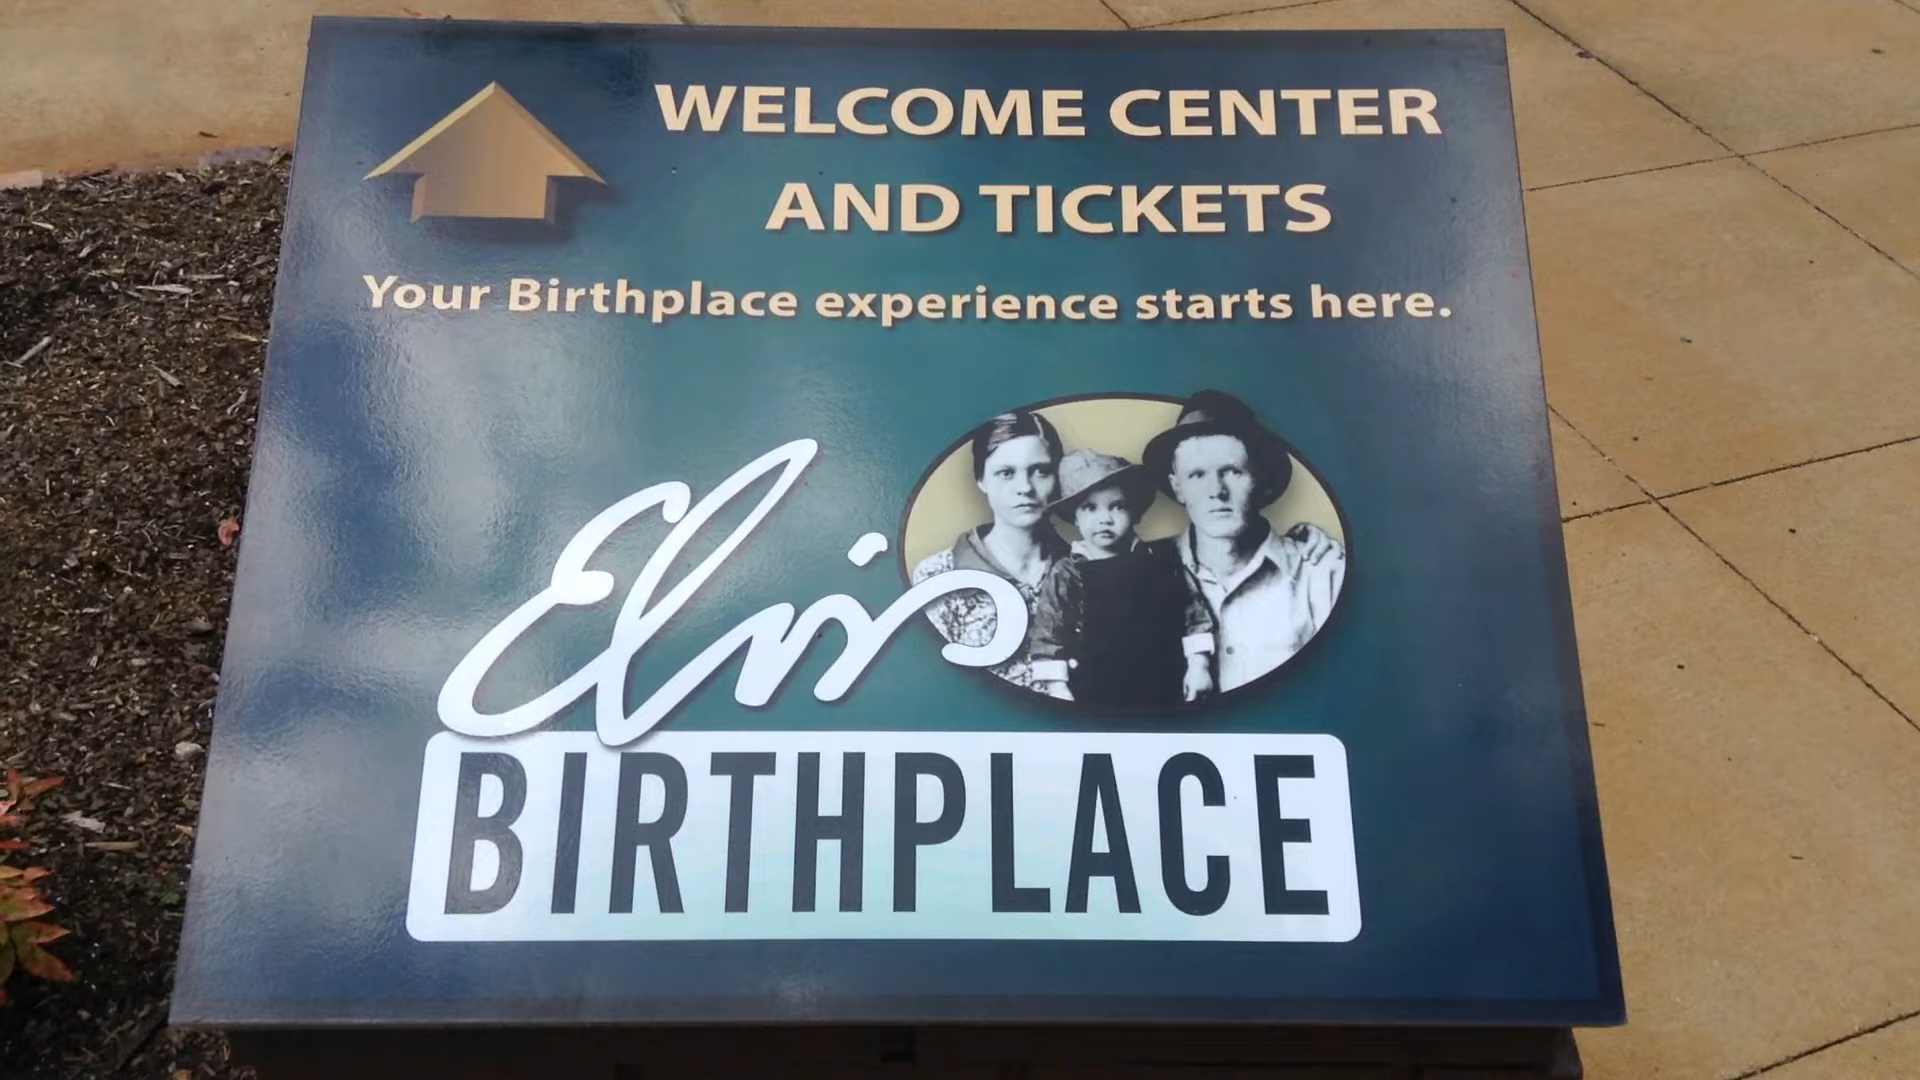 WELCOME CENTER
AND TICKETS
Your Birthplace experience starts here.
Elvis
BIRTHPLACE